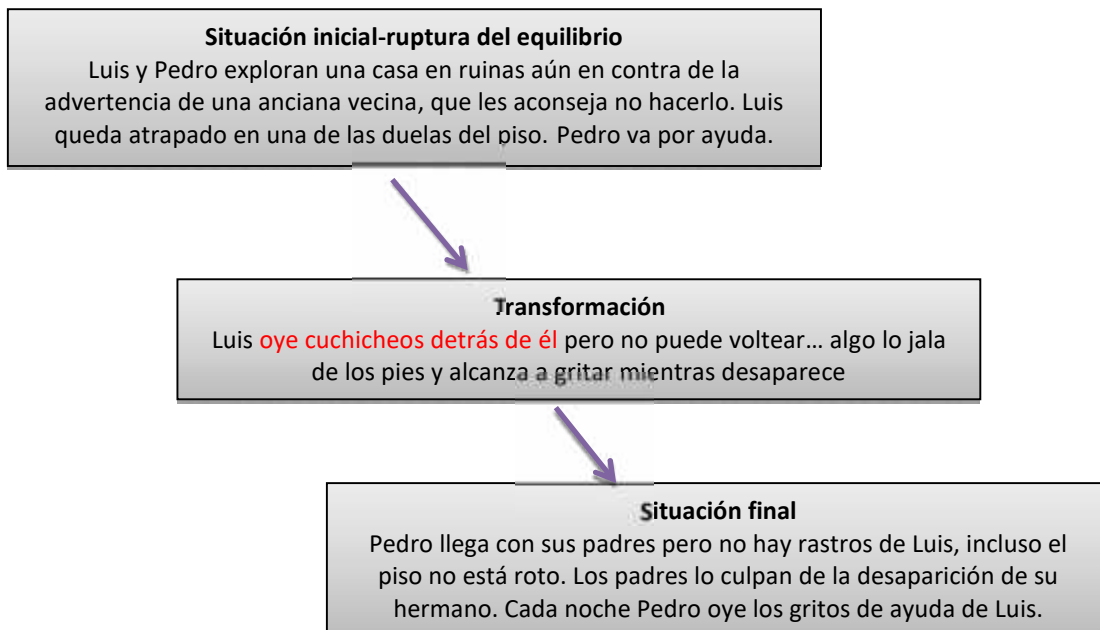 Situación inicial-ruptura del equilibrio
Luis y Pedro exploran una casa en ruinas aún en contra de la
advertencia de una anciana vecina, que les aconseja no hacerlo. Luis
queda atrapado en una de las duelas del piso. Pedro va por ayuda.
Transformación
Luis oye cuchicheos detrás de él pero no puede voltear... algo lo jala
de los pies y alcanza a gritar mientras desaparece
Situación final
Pedro llega con sus padres pero no hay rastros de Luis, incluso el
piso no está roto. Los padres lo culpan de la desaparición de su
hermano. Cada noche Pedro oye los gritos de ayuda de Luis.